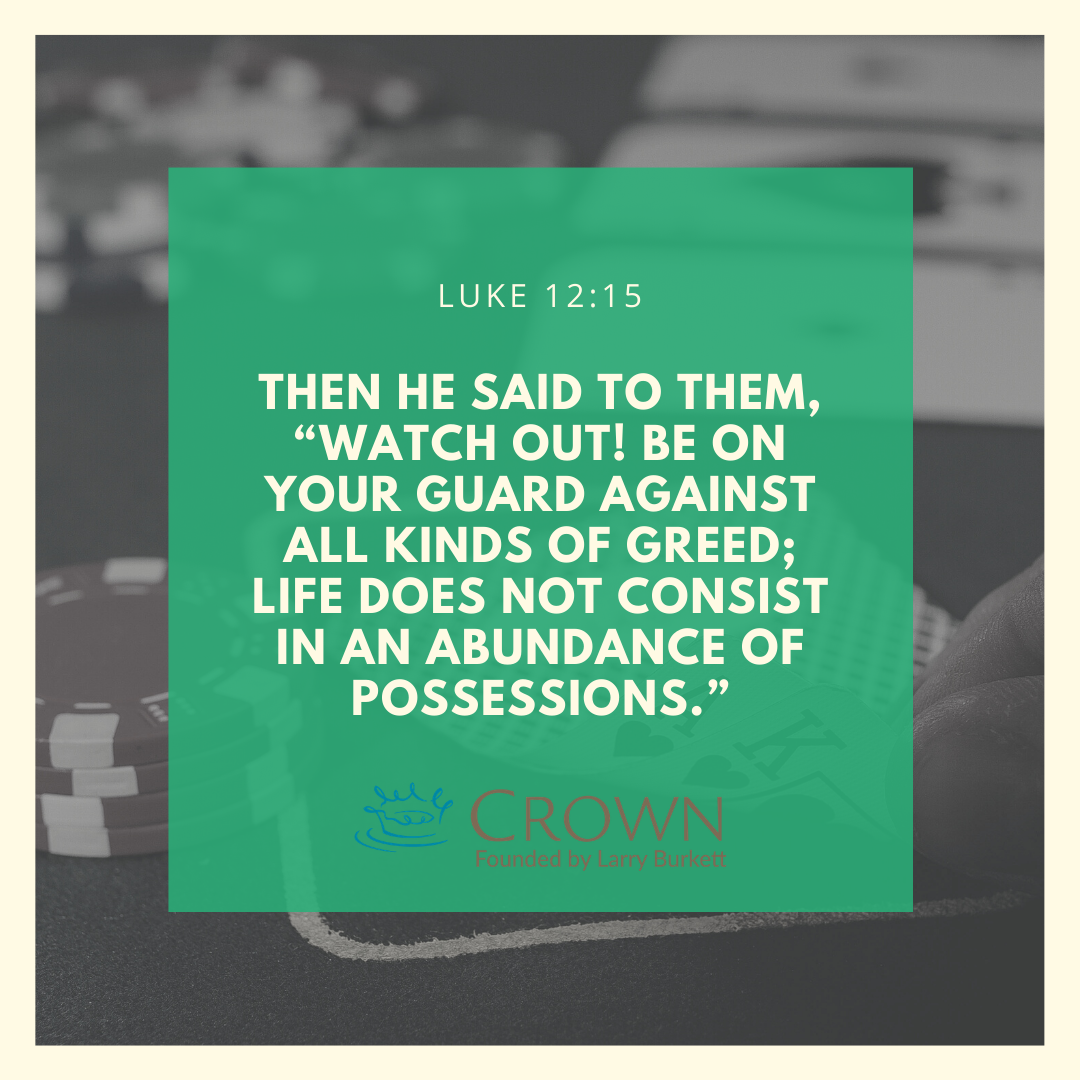 LUKE 12:15
THEN HE SAID TO THEM,
“WATCH OUT! BE ON
YOUR GUARD AGAINST
ALL KINDS OF GREED;
LIFE DOES NOT CONSIST
IN AN ABUNDANCE OF
POSSESSIONS.”
CROWN
Founded by Larry Burkett
K